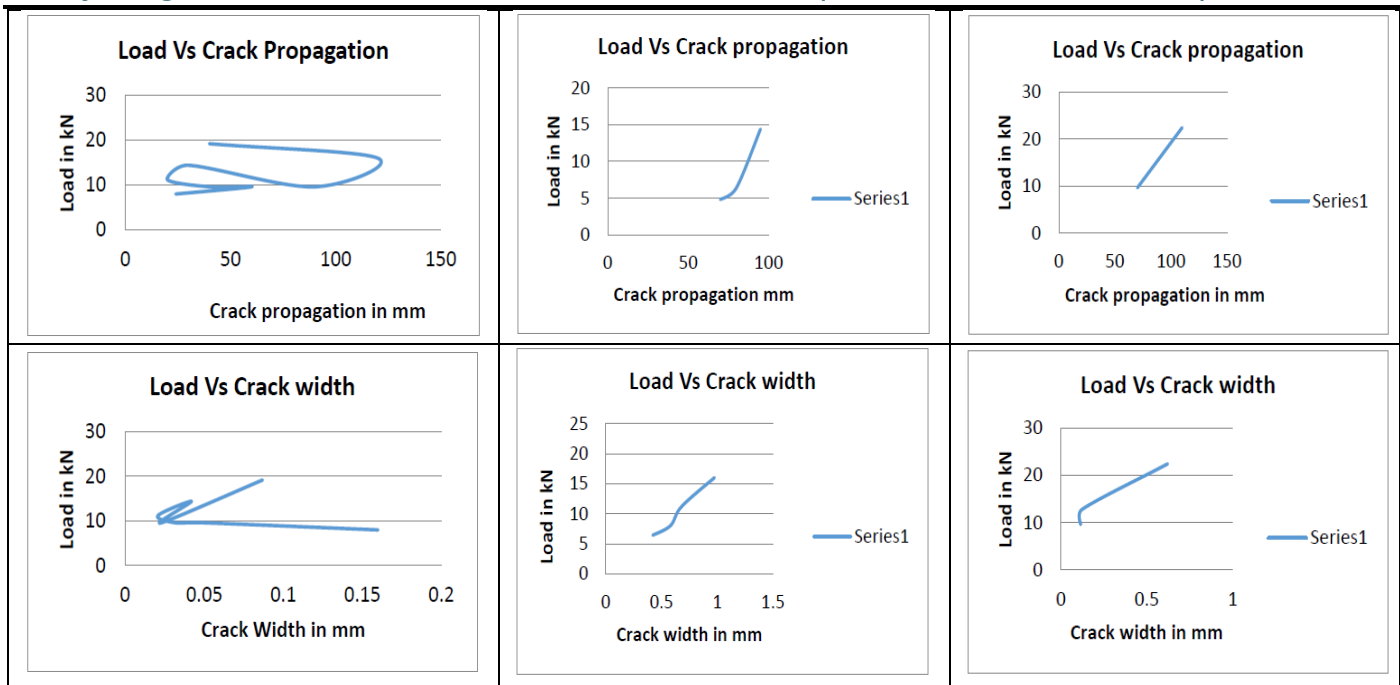 Load Vs Crack Propagation
Load in kN
30
20
10
0
0 50 100 150
Crack propagation in mm
Load Vs Crack propagation
Load in kN
20
15
10
5
0
0 50 100
Series1
Crack propagation mm
Load Vs Crack propagation
Load in kN
30
20
10
0
0 50 100 150
Series1
Crack propagation in mm
Load Vs Crack width
Load in kN
30
20
10
0
0 0.05 0.1 0.15 0.2
Crack Width in mm
Load Vs Crack width
Load in kN
25
20
15
10
5
0
0 0.5 1 1.5
Series1
Crack width in mm
Load Vs Crack width
Load in kN
30
20
10
0
0 0.5 1
Series1
Crack width in mm